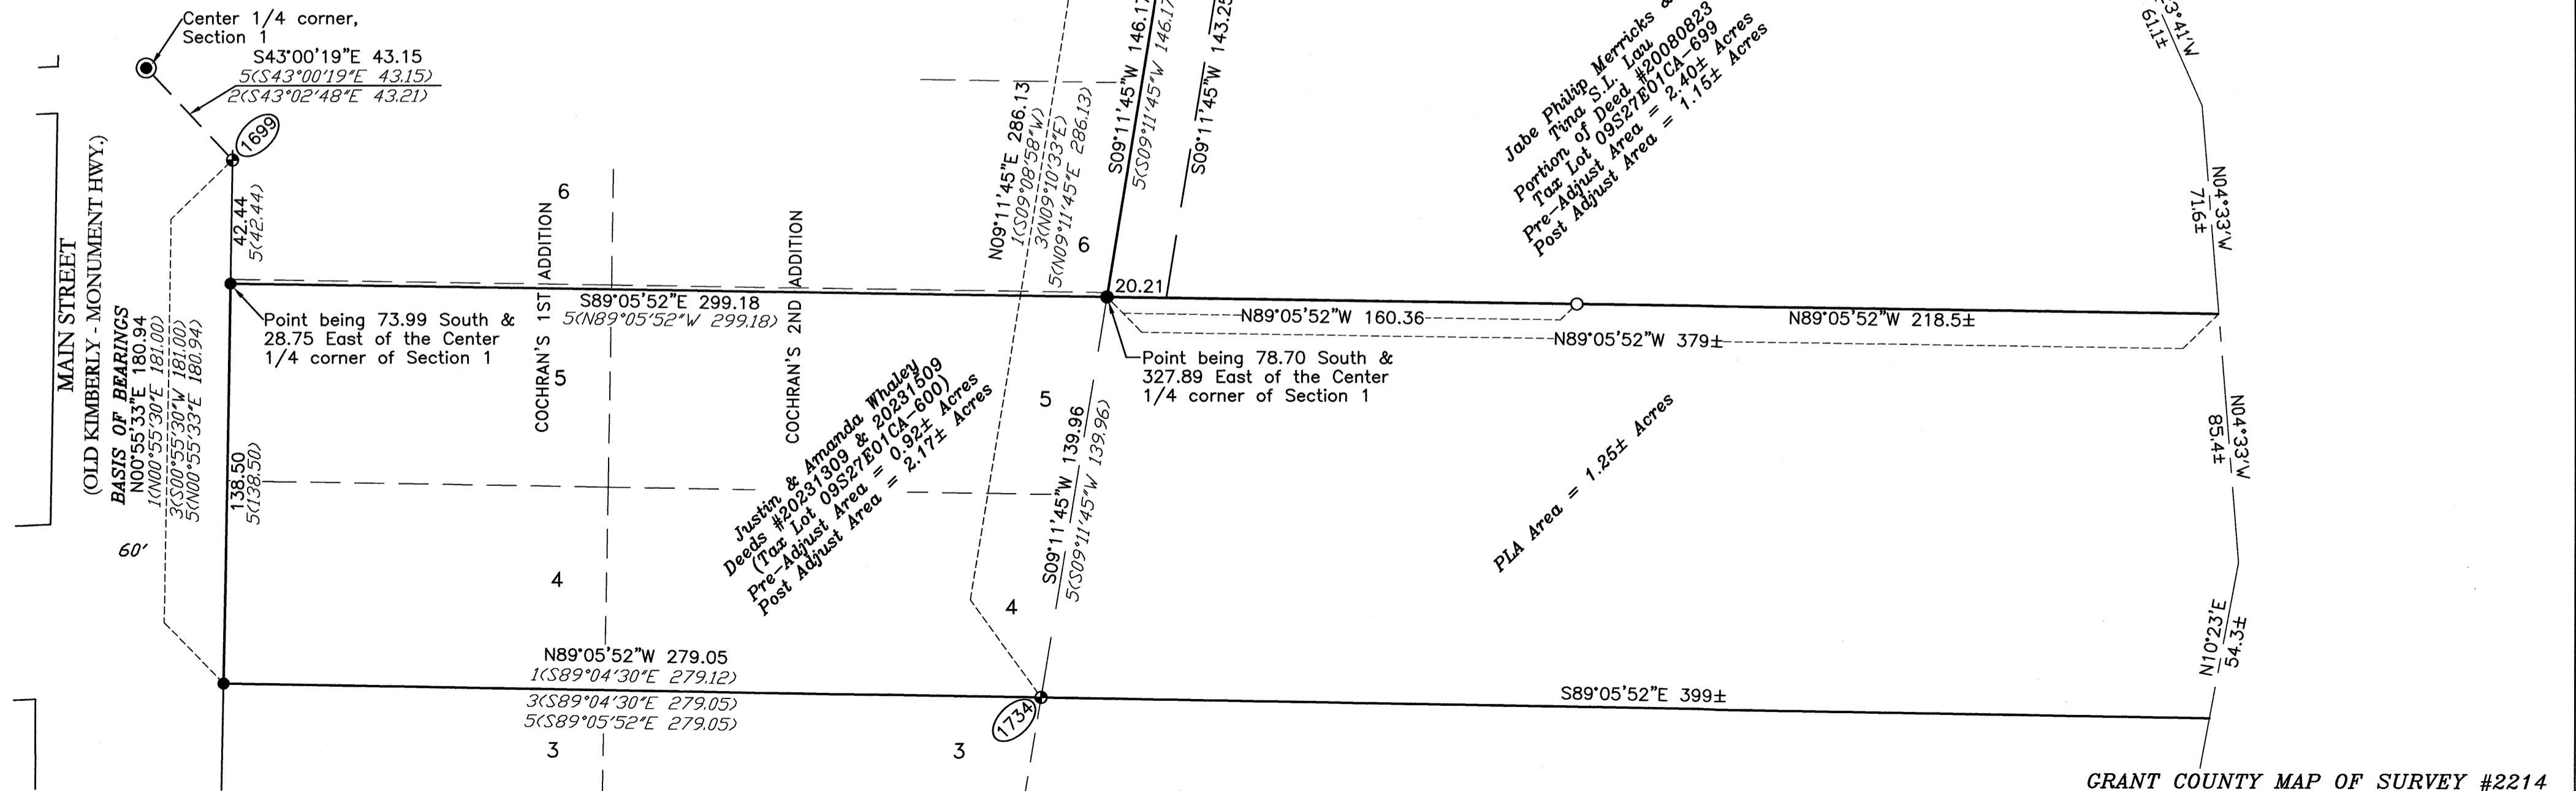 Center 1/4 corner,
Section 1
S43°00'19"E 43.15
5(S43°00'19"E 43.15)
2(S43°02'48"E 43.21)
1699
MAIN STREET
(OLD KIMBERLY - MONUMENT HWY.)
BASIS OF BEARINGS
N00°55'33"E 180.94
1(N00°55'30"E 181.00)
3(S00°55'30"W 181.00)
5(N00°55'33"E 180.94)
60'
42.44
5(42.44)
138.50
5(138.50)
Point being 73.99 South &
28.75 East of the Center
1/4 corner of Section 1
COCHRAN'S 1ST ADDITION
COCHRAN'S 2ND ADDITION
6
5
4
3
S89°05'52"E 299.18
5(N89°05'52"W 299.18)
N09°11'45"E 286.13
1(S09°08'58"W)
3(N09°10'33"E)
5(N09°11'45"E 286.13)
6
5
4
3
S09°11'45"W 146.17
5(S09°11'45"W 146.17
S09°11'45"W 143.25
20.21
Jabe Philip Merricks &
Tina S.L. Lau
Portion of Deed #20080823
Tax Lot 09S27E01CA-699
Pre-Adjust Area = 2.40± Acres
Post Adjust Area = 1.15± Acres
3°41'W
61.1±
N04°33'W
71.6±
N89°05'52"W 160.36
N89°05'52"W 218.5±
N89°05'52"W 379±
Point being 78.70 South &
327.89 East of the Center
1/4 corner of Section 1
Justin & Amanda Whaley
Deeds #20231309 & 20231509
(Tax Lot 09S27E01CA-600)
Pre-Adjust Area = 0.92± Acres
Post Adjust Area = 2.17± Acres
S09°11'45"W 139.96
5(S09°11'45"W 139.96)
PLA Area = 1.25± Acres
N04°33'W
85.4±
N10°23'E
54.3±
N89°05'52"W 279.05
1(S89°04'30"E 279.12)
3(S89°04'30"E 279.05)
5(S89°05'52"E 279.05)
1734
S89°05'52"E 399±
GRANT COUNTY MAP OF SURVEY #2214